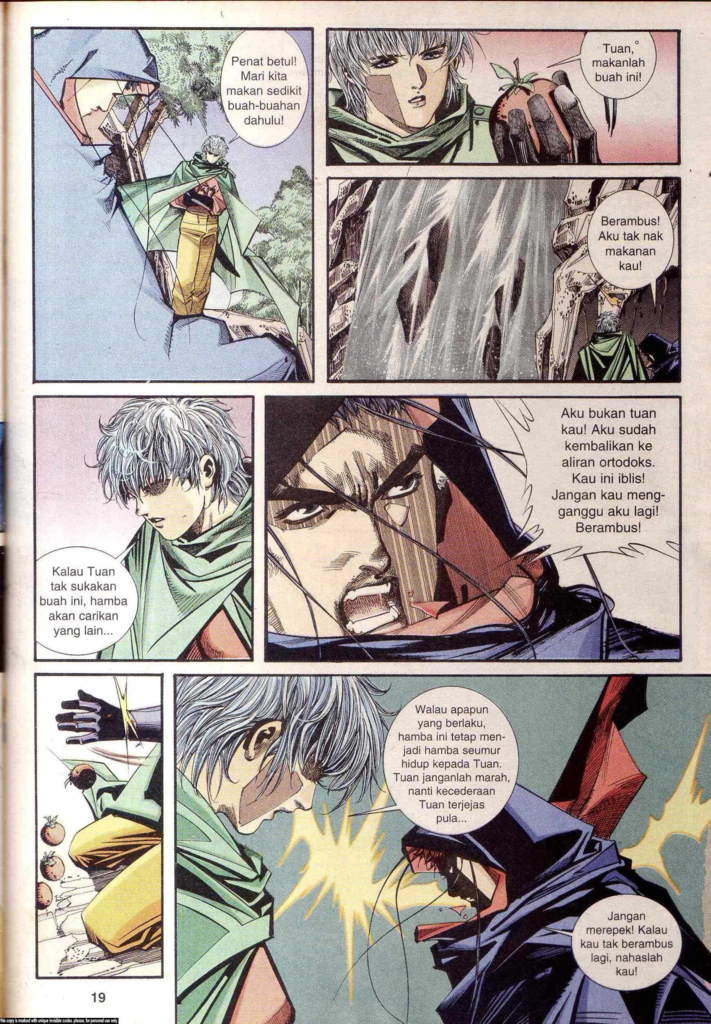 Penat betul!
Mari kita
makan sedikit
buah-buahan
dahulu!
Tuan,
makanlah
buah ini!
Berambus!
Aku tak nak
makanan
kau!
Kalau Tuan
tak sukakan
buah ini, hamba
akan carikan
yang lain...
Aku bukan tuan
kau! Aku sudah
kembalikan ke
aliran ortodoks.
Kau ini iblis!
Jangan kau meng-
ganggu aku lagi!
Berambus!
Walau apapun
yang berlaku,
hamba ini tetap men-
jadi hamba seumur
hidup kepada Tuan.
Tuan janganlah marah,
nanti kecederaan
Tuan terjejas
pula...
Jangan
merepek! Kalau
kau tak berambus
lagi, nahaslah
kau!
19